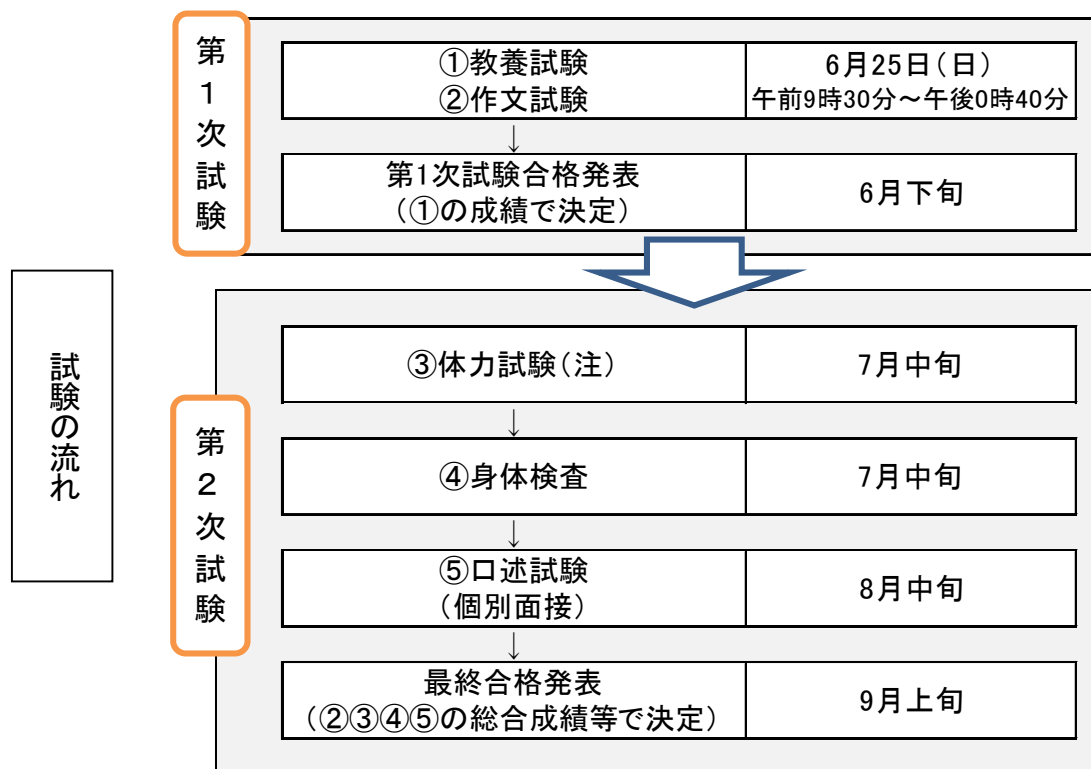 試験の流れ
第1次試験
①教養試験
②作文試験
6月25日(日)
午前9時30分～午後0時40分
↓
第1次試験合格発表
(①の成績で決定)
6月下旬
第2次試験
③体力試験(注)
7月中旬
↓
④身体検査
7月中旬
↓
⑤口述試験
(個別面接)
8月中旬
↓
最終合格発表
(②③④⑤の総合成績等で決定)
9月上旬